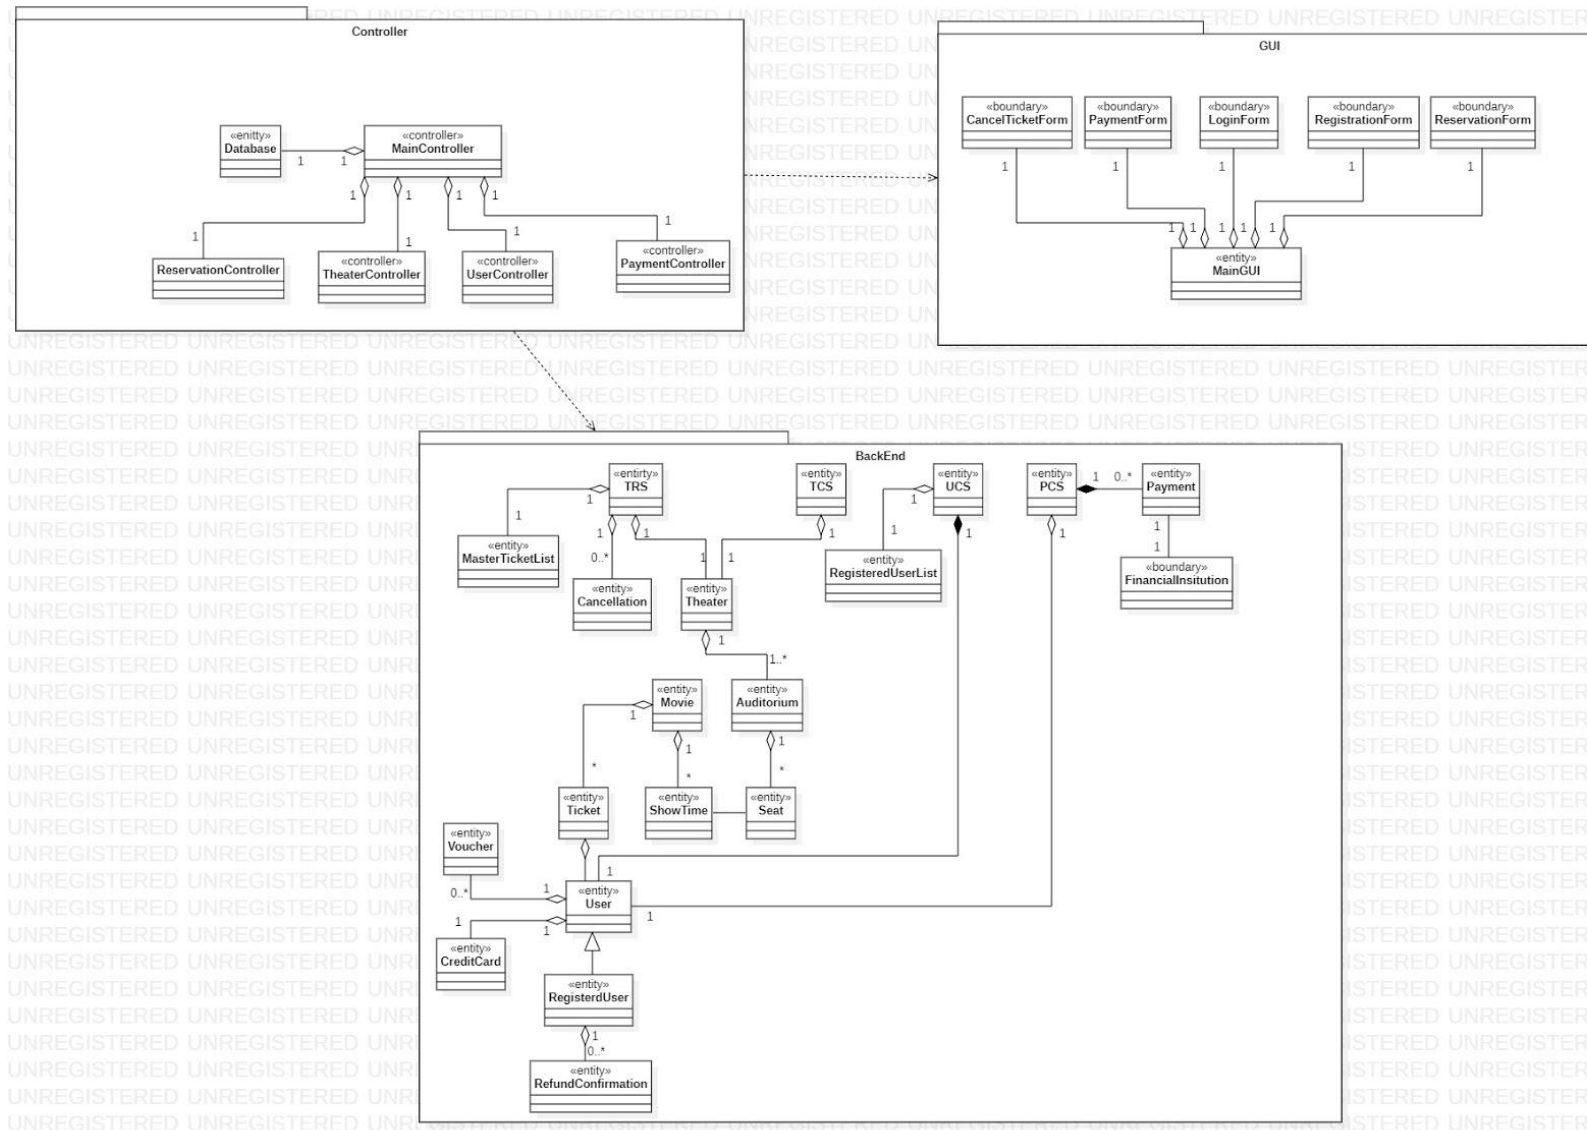 Controller
«enitty»
Database
1
1
«controller»
MainController
1
1
1
1
1
ReservationController
1
«controller»
TheaterController
1
«controller»
UserController
1
«controller»
PaymentController
GUI
«boundary»
CancelTicketForm
«boundary»
PaymentForm
«boundary»
LoginForm
«boundary»
RegistrationForm
«boundary»
ReservationForm
1
1
1
1
1
1
1
1
1
1
«entity»
MainGUI
BackEnd
«entirty»
TRS
«entity»
TCS
«entity»
UCS
«entity»
PCS
1
0..*
«entity»
Payment
1
1
1
1
1
1
1
1
1
1
1
0..*
1
1
1
«entity»
MasterTicketList
«entity»
Cancellation
«entity»
Theater
«entity»
RegisteredUserList
«boundary»
FinancialInsitution
1
1..*
«entity»
Movie
«entity»
Auditorium
1
1
1
*
*
*
«entity»
Ticket
«entity»
ShowTime
«entity»
Seat
«entity»
Voucher
0..*
1
1
«entity»
User
1
1
1
«entity»
CreditCard
«entity»
RegisterdUser
1
0..*
«entity»
RefundConfirmation
UNREGISTERED UNREGISTERED UNREGISTERED UNREGISTERED UNREGISTERED UNREGISTERED UNREGISTERED UNREGISTERED